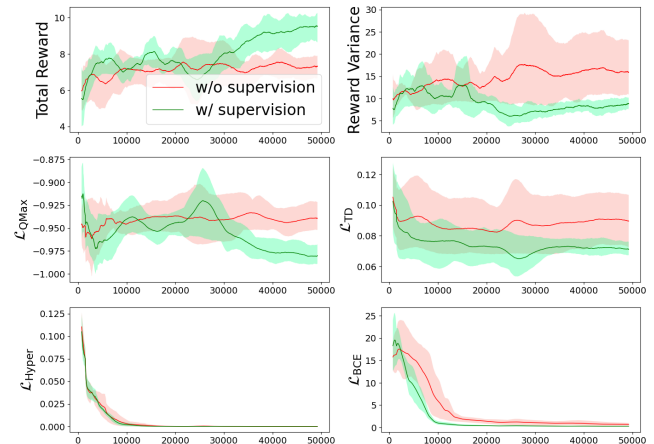 Total Reward
10
8
6
4
w/o supervision
w/ supervision
0 10000 20000 30000 40000 50000
Reward Variance
30
25
20
15
10
5
0 10000 20000 30000 40000 50000
ℒQMax
−0.875
−0.900
−0.925
−0.950
−0.975
−1.000
0 10000 20000 30000 40000 50000
ℒTD
0.12
0.10
0.08
0.06
0 10000 20000 30000 40000 50000
ℒHyper
0.125
0.100
0.075
0.050
0.025
0.000
0 10000 20000 30000 40000 50000
ℒBCE
25
20
15
10
5
0
0 10000 20000 30000 40000 50000